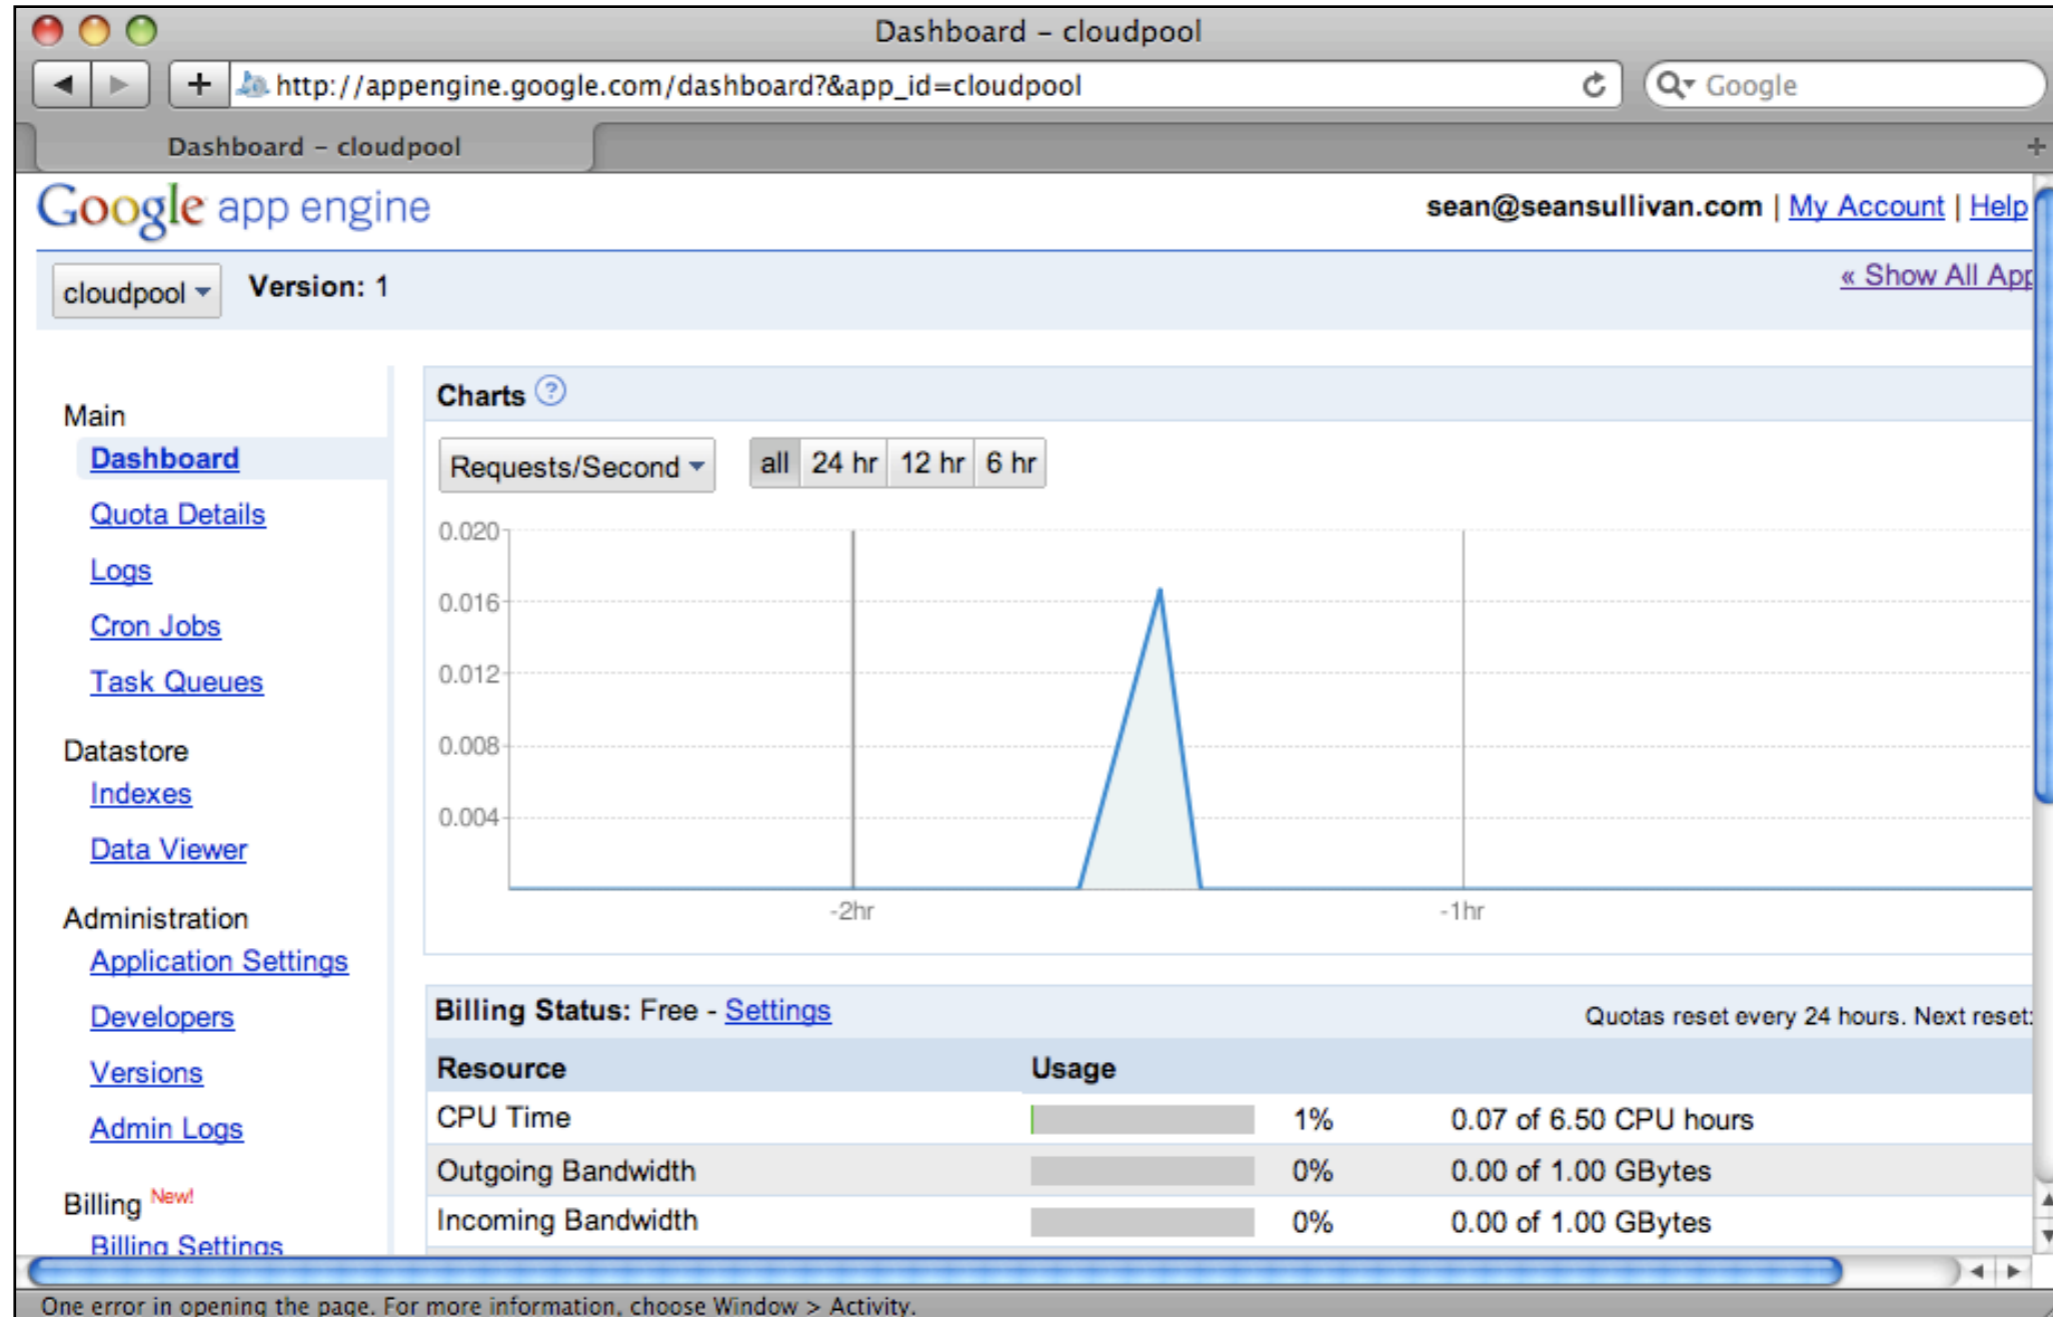 Dashboard – cloudpool
http://appengine.google.com/dashboard?&app_id=cloudpool
Google
Dashboard – cloudpool
Google app engine
sean@seansullivan.com | My Account | Help
cloudpool Version: 1
« Show All App
Main
Dashboard
Quota Details
Logs
Cron Jobs
Task Queues
Datastore
Indexes
Data Viewer
Administration
Application Settings
Developers
Versions
Admin Logs
Billing New!
Billing Settings
Charts ?
Requests/Second all 24 hr 12 hr 6 hr
0.020
0.016
0.012
0.008
0.004
-2hr -1hr
Billing Status: Free - Settings
Quotas reset every 24 hours. Next reset:
Resource Usage
CPU Time 1% 0.07 of 6.50 CPU hours
Outgoing Bandwidth 0% 0.00 of 1.00 GBytes
Incoming Bandwidth 0% 0.00 of 1.00 GBytes
One error in opening the page. For more information, choose Window > Activity.